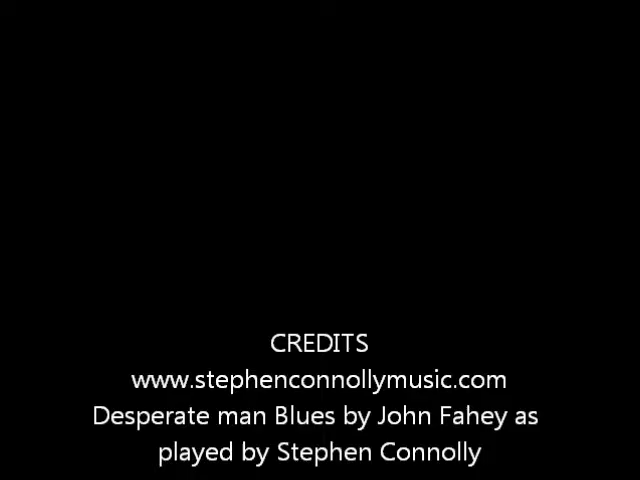 CREDITS
www.stephenconnollymusic.com
Desperate man Blues by John Fahey as
played by Stephen Connolly